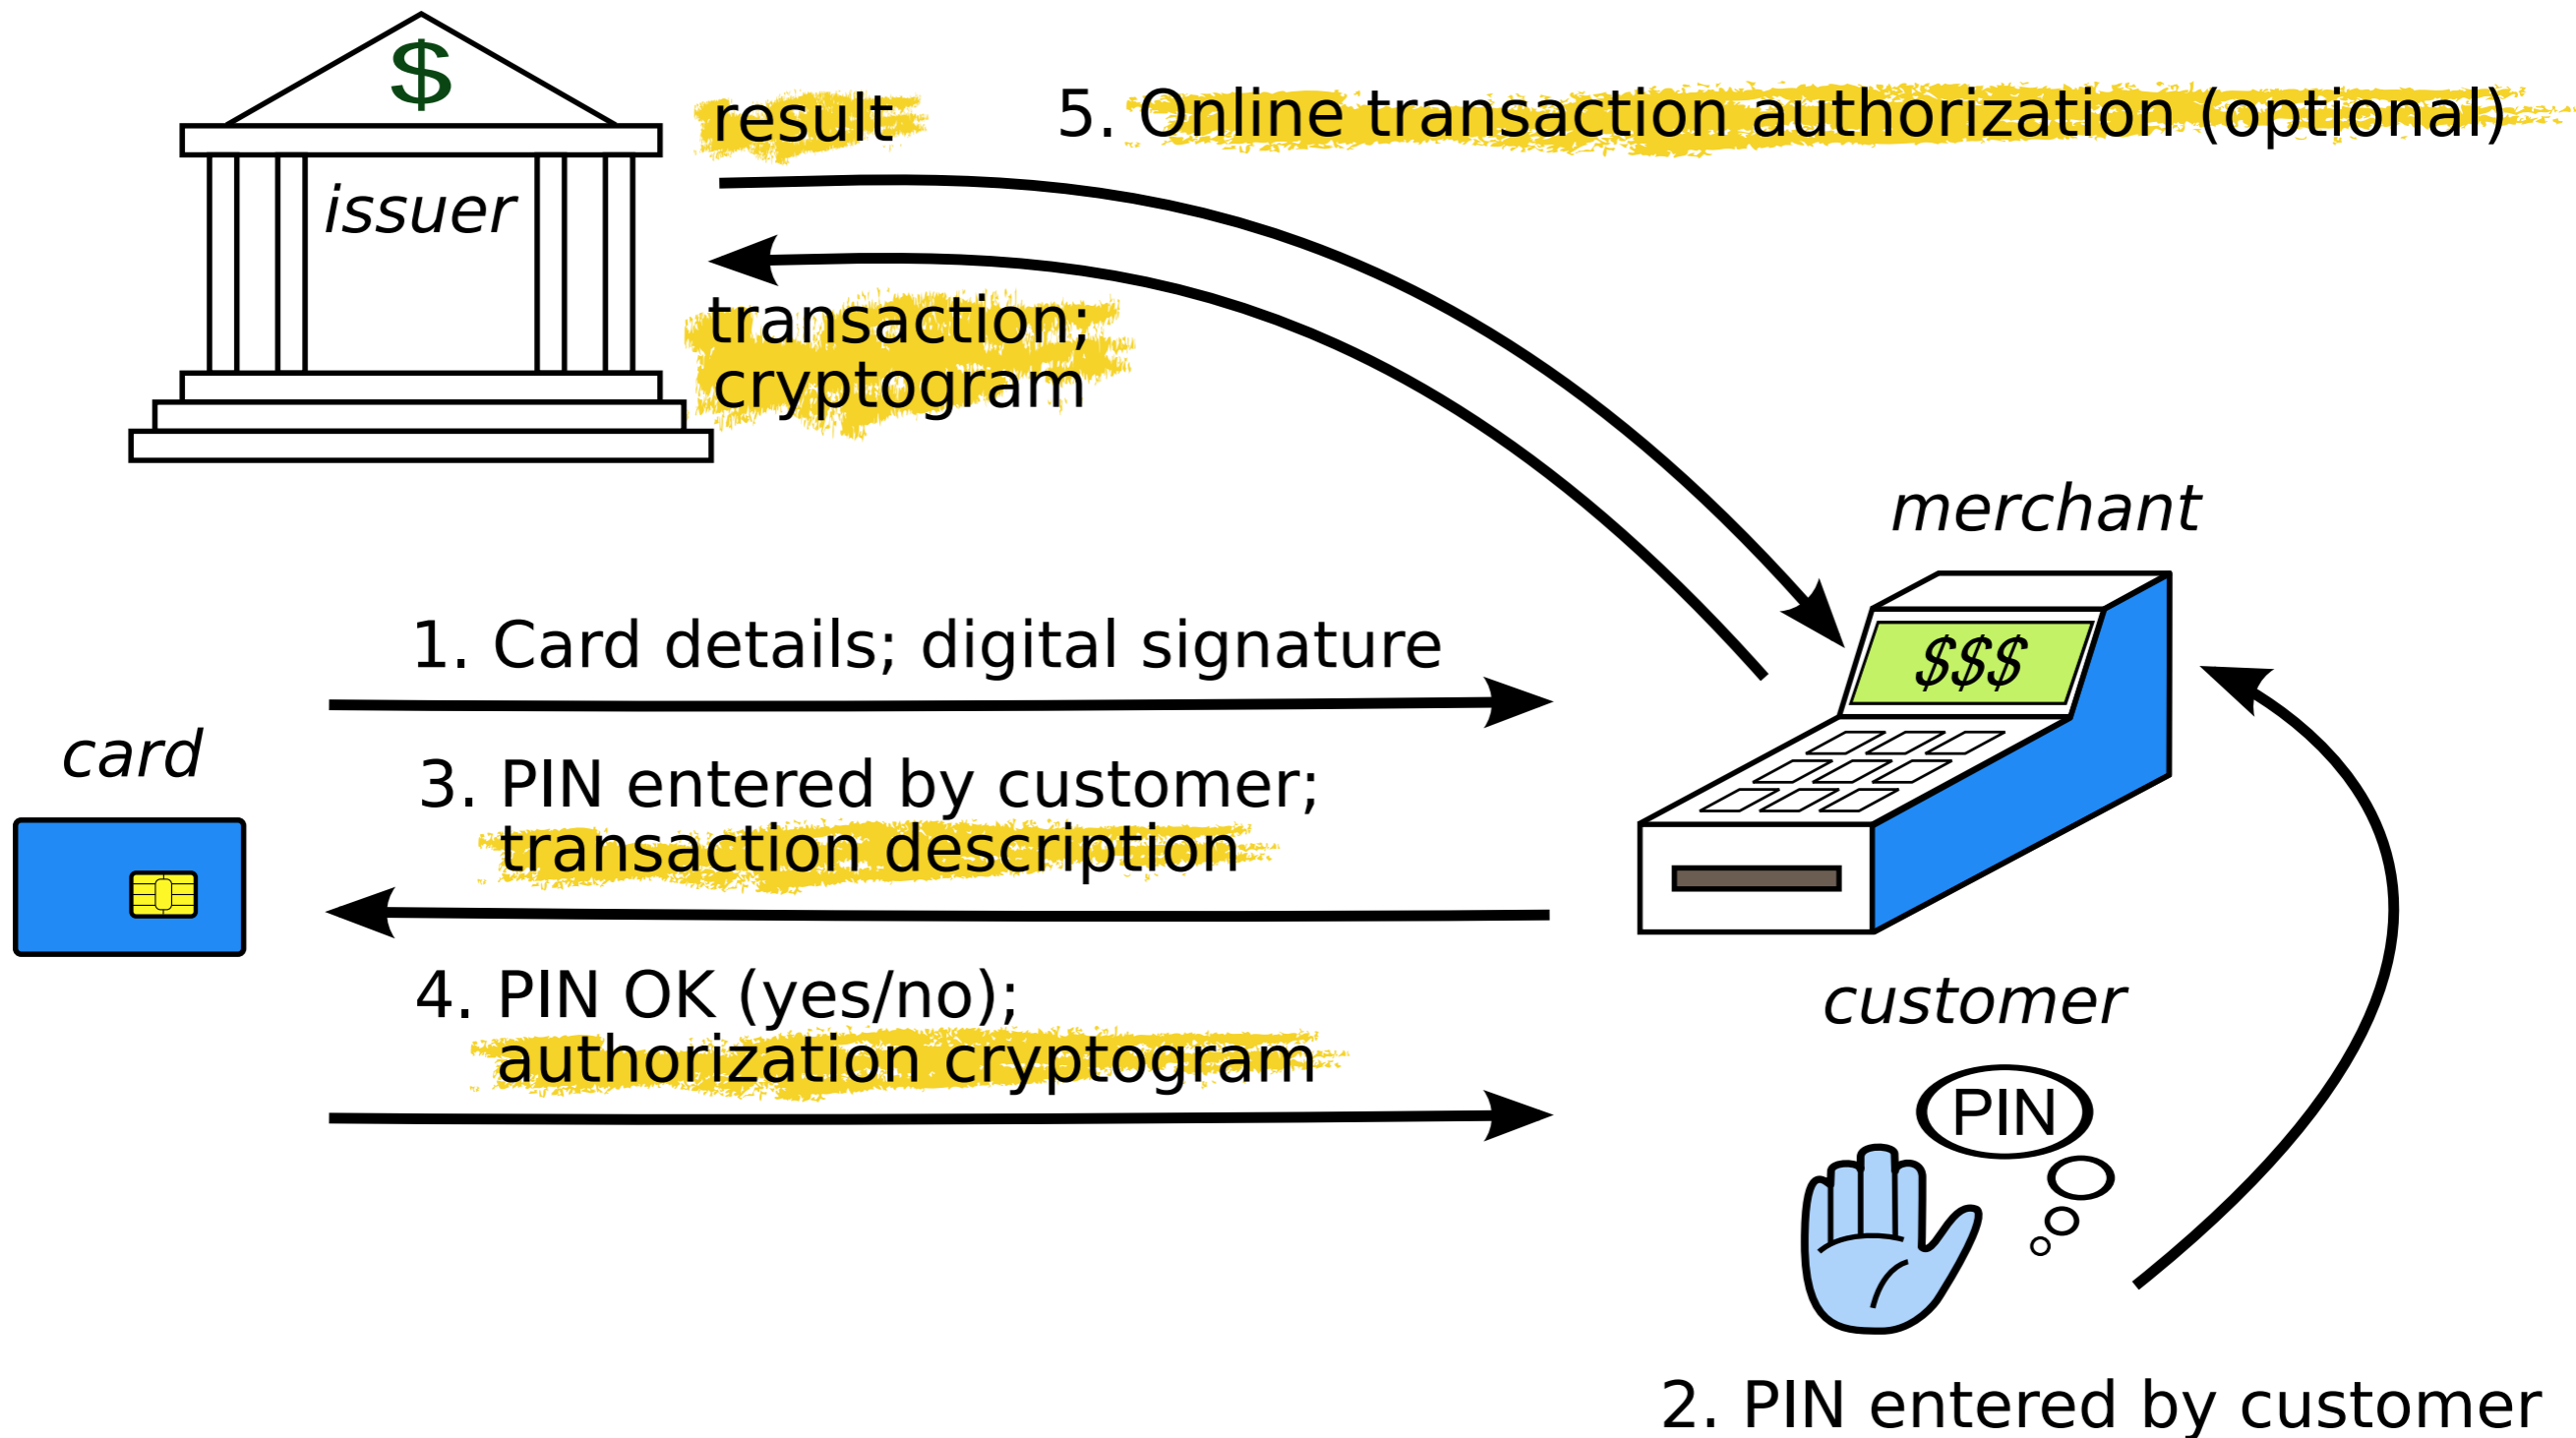 $
issuer
result
5. Online transaction authorization (optional)
transaction;
cryptogram
merchant
$$$
1. Card details; digital signature
card
3. PIN entered by customer;
transaction description
4. PIN OK (yes/no);
authorization cryptogram
customer
PIN
2. PIN entered by customer